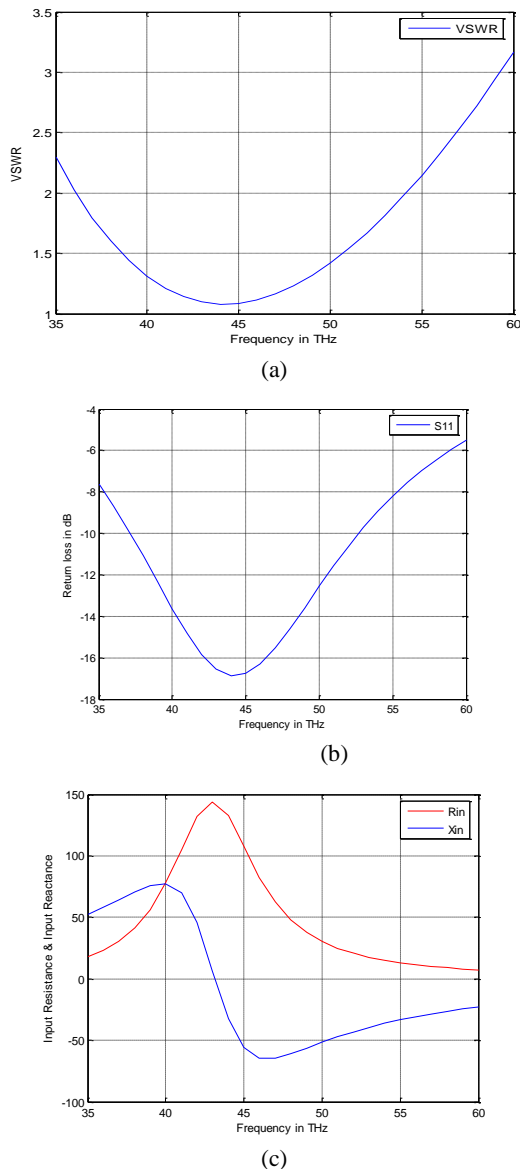 3.5
VSWR
3
2.5
VSWR
2
1.5
1
35 40 45 50 55 60
Frequency in THz
(a)
-4
S11
-6
-8
Return loss in dB
-10
-12
-14
-16
-18
35 40 45 50 55 60
Frequency in THz
(b)
150
Rin
Xin
100
Input Resistance & Input Reactance
50
0
-50
-100
35 40 45 50 55 60
Frequency in THz
(c)